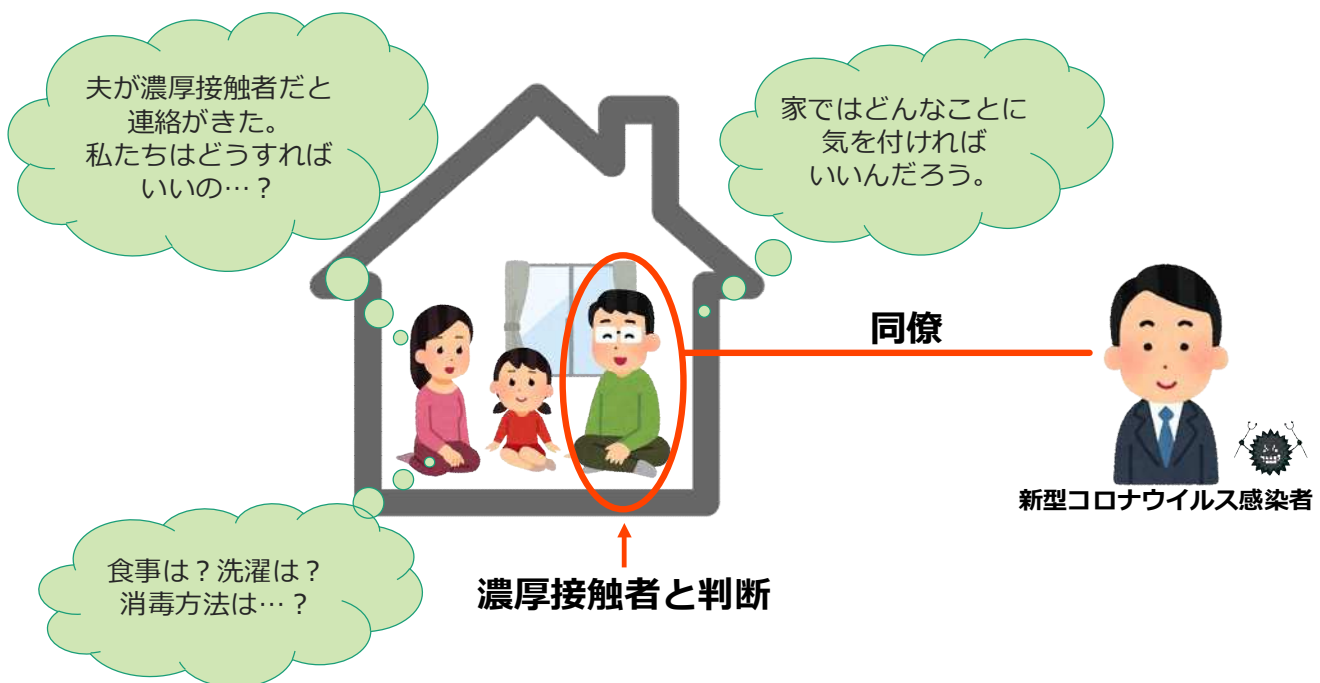 夫が濃厚接触者だと
連絡がきた。
私たちはどうすれば
いいの…？
家ではどんなことに
気を付ければ
いいんだろう。
同僚
新型コロナウイルス感染者
食事は？洗濯は？
消毒方法は…？
濃厚接触者と判断